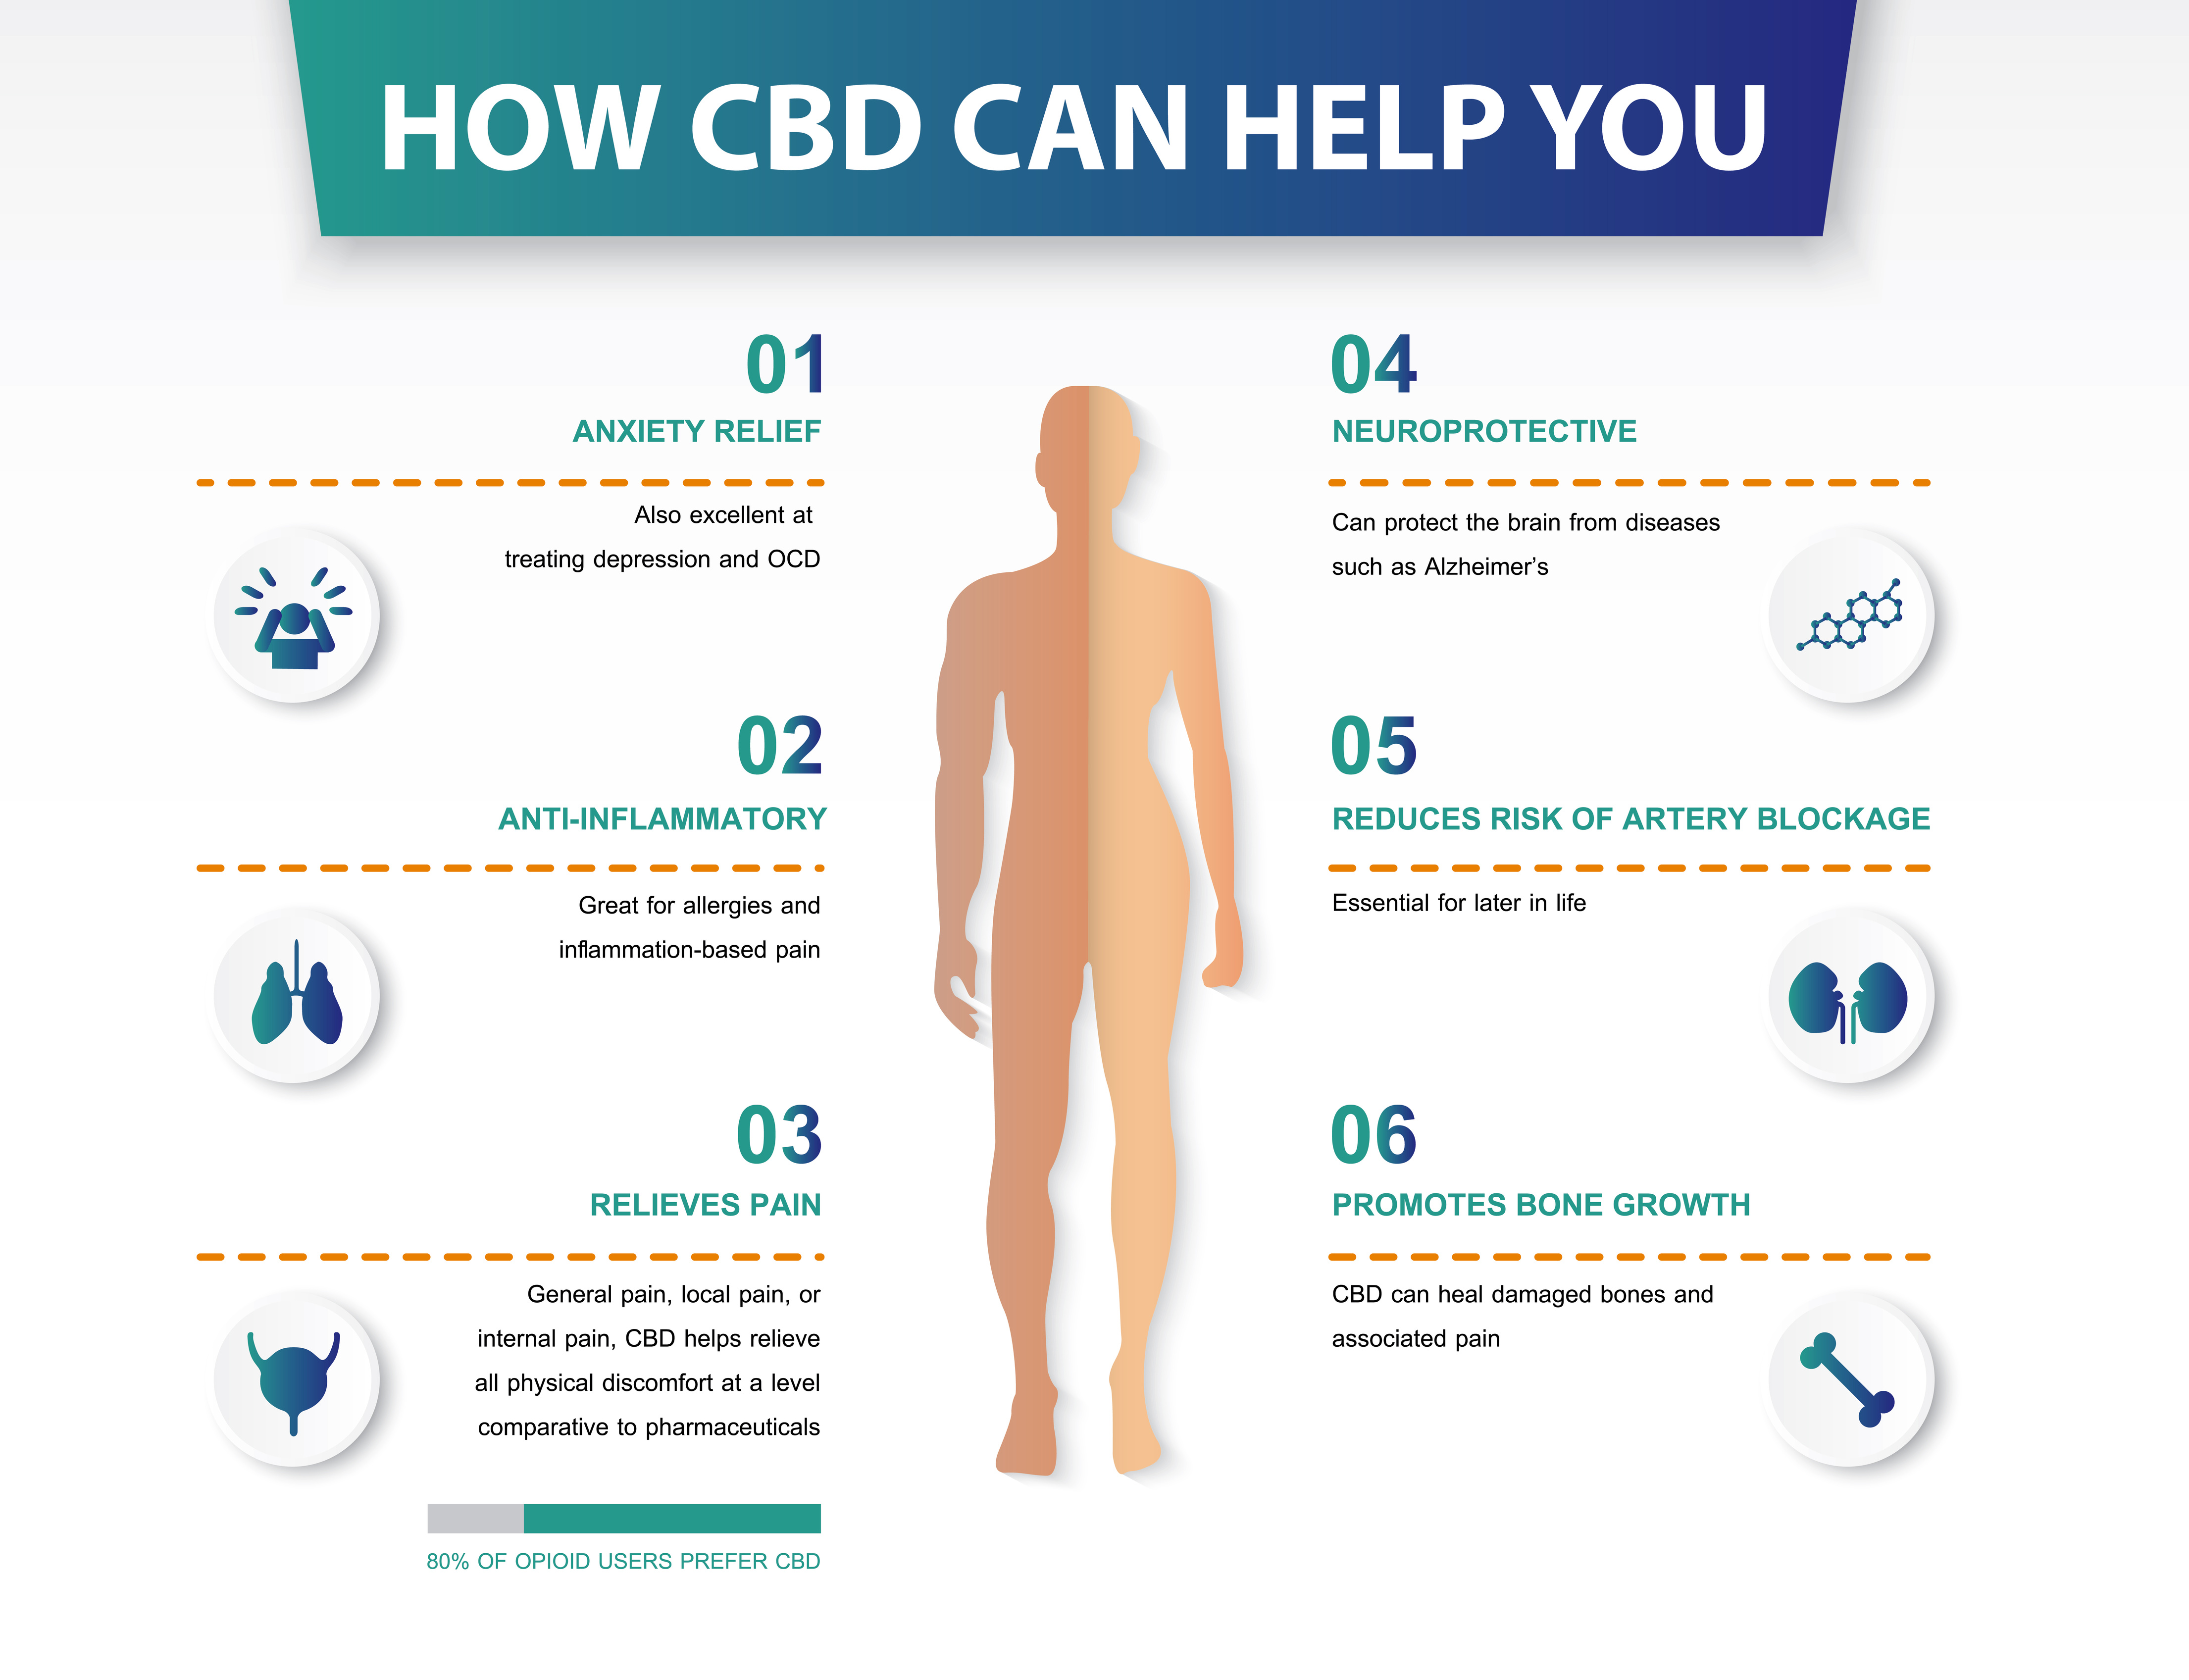 HOW CBD CAN HELP YOU
01
ANXIETY RELIEF
Also excellent at
treating depression and OCD
02
ANTI-INFLAMMATORY
Great for allergies and
inflammation-based pain
03
RELIEVES PAIN
General pain, local pain, or
internal pain, CBD helps relieve
all physical discomfort at a level
comparative to pharmaceuticals
80% OF OPIOID USERS PREFER CBD
04
NEUROPROTECTIVE
Can protect the brain from diseases
such as Alzheimer’s
05
REDUCES RISK OF ARTERY BLOCKAGE
Essential for later in life
06
PROMOTES BONE GROWTH
CBD can heal damaged bones and
associated pain